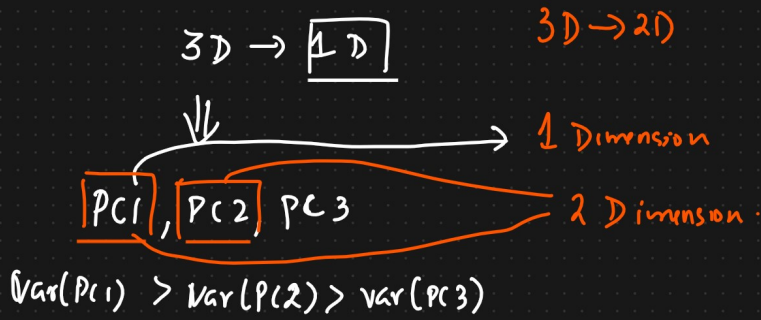 3D → 1D
3D → 2D
1 Dimension
PC1, PC2, PC3
2 Dimension.
Var(PC1) > Var(PC2) > var(PC3)